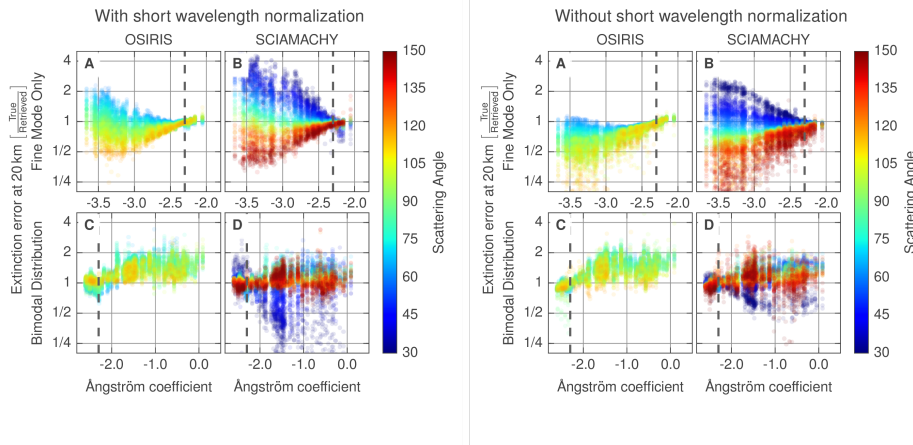 With short wavelength normalization
OSIRIS
SCIAMACHY
Extinction error at 20 km [True/Retrieved]
Fine Mode Only
Bimodal Distribution
4
2
1
1/2
1/4
A
B
-3.5 -3.0 -2.5 -2.0
-3.5 -3.0 -2.5 -2.0
4
2
1
1/2
1/4
C
D
-2.0 -1.0 0.0
-2.0 -1.0 0.0
Ångström coefficient
Ångström coefficient
150
135
120
105
90
75
60
45
30
Scattering Angle
Without short wavelength normalization
OSIRIS
SCIAMACHY
Extinction error at 20 km [True/Retrieved]
Fine Mode Only
Bimodal Distribution
4
2
1
1/2
1/4
A
B
-3.5 -3.0 -2.5 -2.0
-3.5 -3.0 -2.5 -2.0
4
2
1
1/2
1/4
C
D
-2.0 -1.0 0.0
-2.0 -1.0 0.0
Ångström coefficient
Ångström coefficient
150
135
120
105
90
75
60
45
30
Scattering Angle